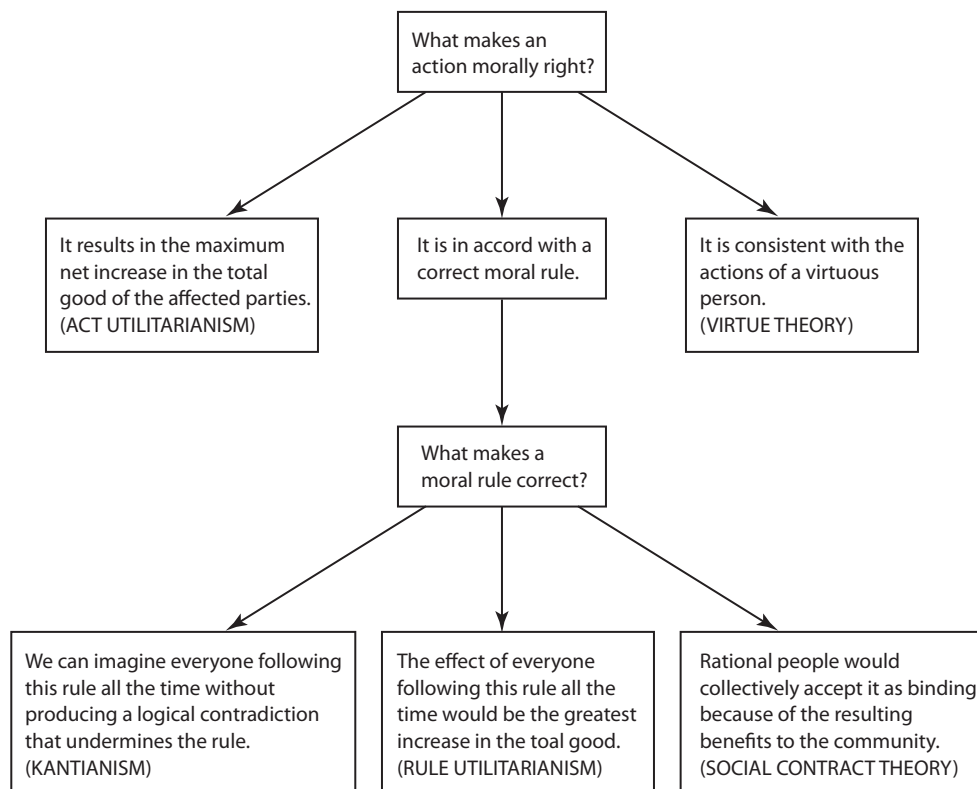 What makes an
action morally right?
It results in the maximum
net increase in the total
good of the affected parties.
(ACT UTILITARIANISM)
It is in accord with a
correct moral rule.
It is consistent with the
actions of a virtuous
person.
(VIRTUE THEORY)
What makes a
moral rule correct?
We can imagine everyone following
this rule all the time without
producing a logical contradiction
that undermines the rule.
(KANTIANISM)
The effect of everyone
following this rule all the
time would be the greatest
increase in the toal good.
(RULE UTILITARIANISM)
Rational people would
collectively accept it as binding
because of the resulting
benefits to the community.
(SOCIAL CONTRACT THEORY)